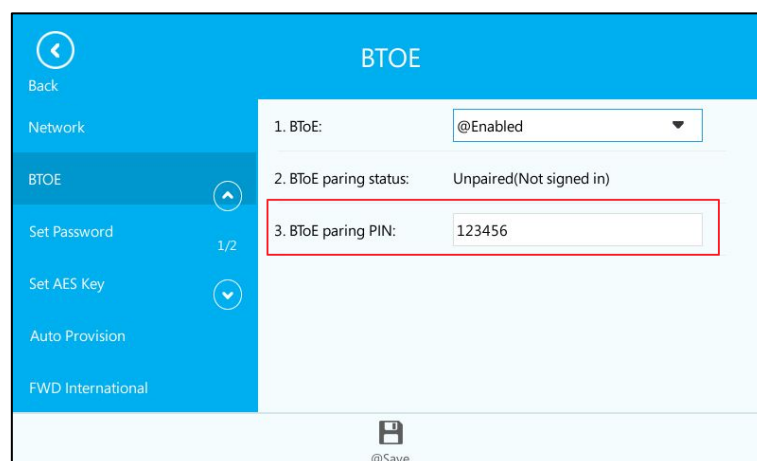 BTOE
Back
Network
1. BToE: @Enabled
BTOE
2. BToE paring status: Unpaired(Not signed in)
Set Password
1/2
3. BToE paring PIN: 123456
Set AES Key
Auto Provision
FWD International
@Save